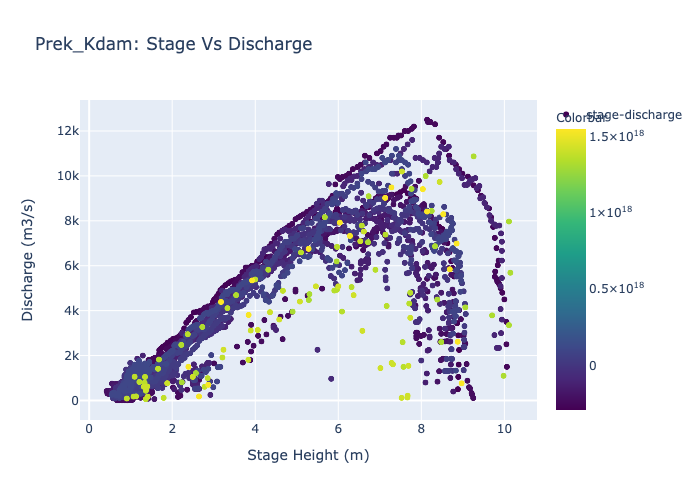 Prek_Kdam: Stage Vs Discharge
Colorbar
stage-discharge
12k
10k
8k
6k
4k
2k
0
1.5×10¹⁸
1×10¹⁸
0.5×10¹⁸
0
0 2 4 6 8 10
Stage Height (m)
Discharge (m3/s)